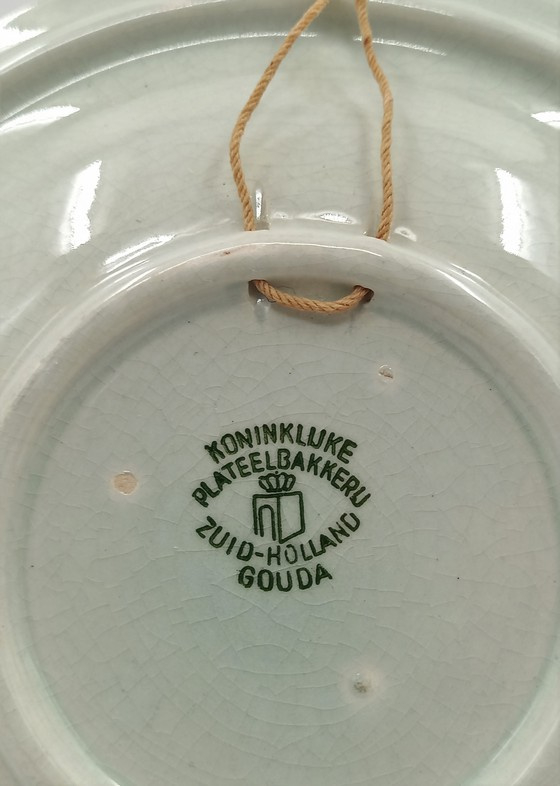 KONINKLIJKE
PLATEELBAKKERIJ
ZUID-HOLLAND
GOUDA